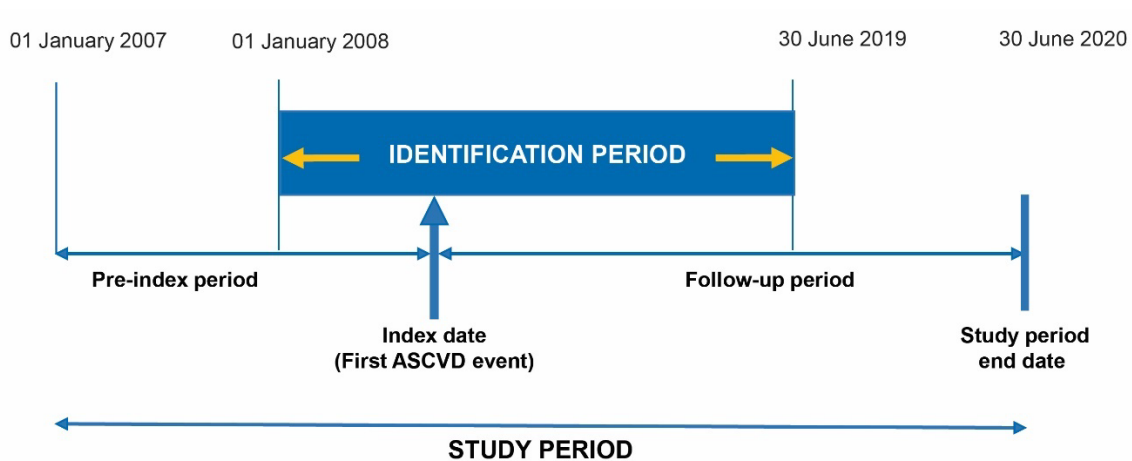 01 January 2007
01 January 2008
30 June 2019
30 June 2020
IDENTIFICATION PERIOD
Pre-index period
Follow-up period
Index date
(First ASCVD event)
Study period
end date
STUDY PERIOD